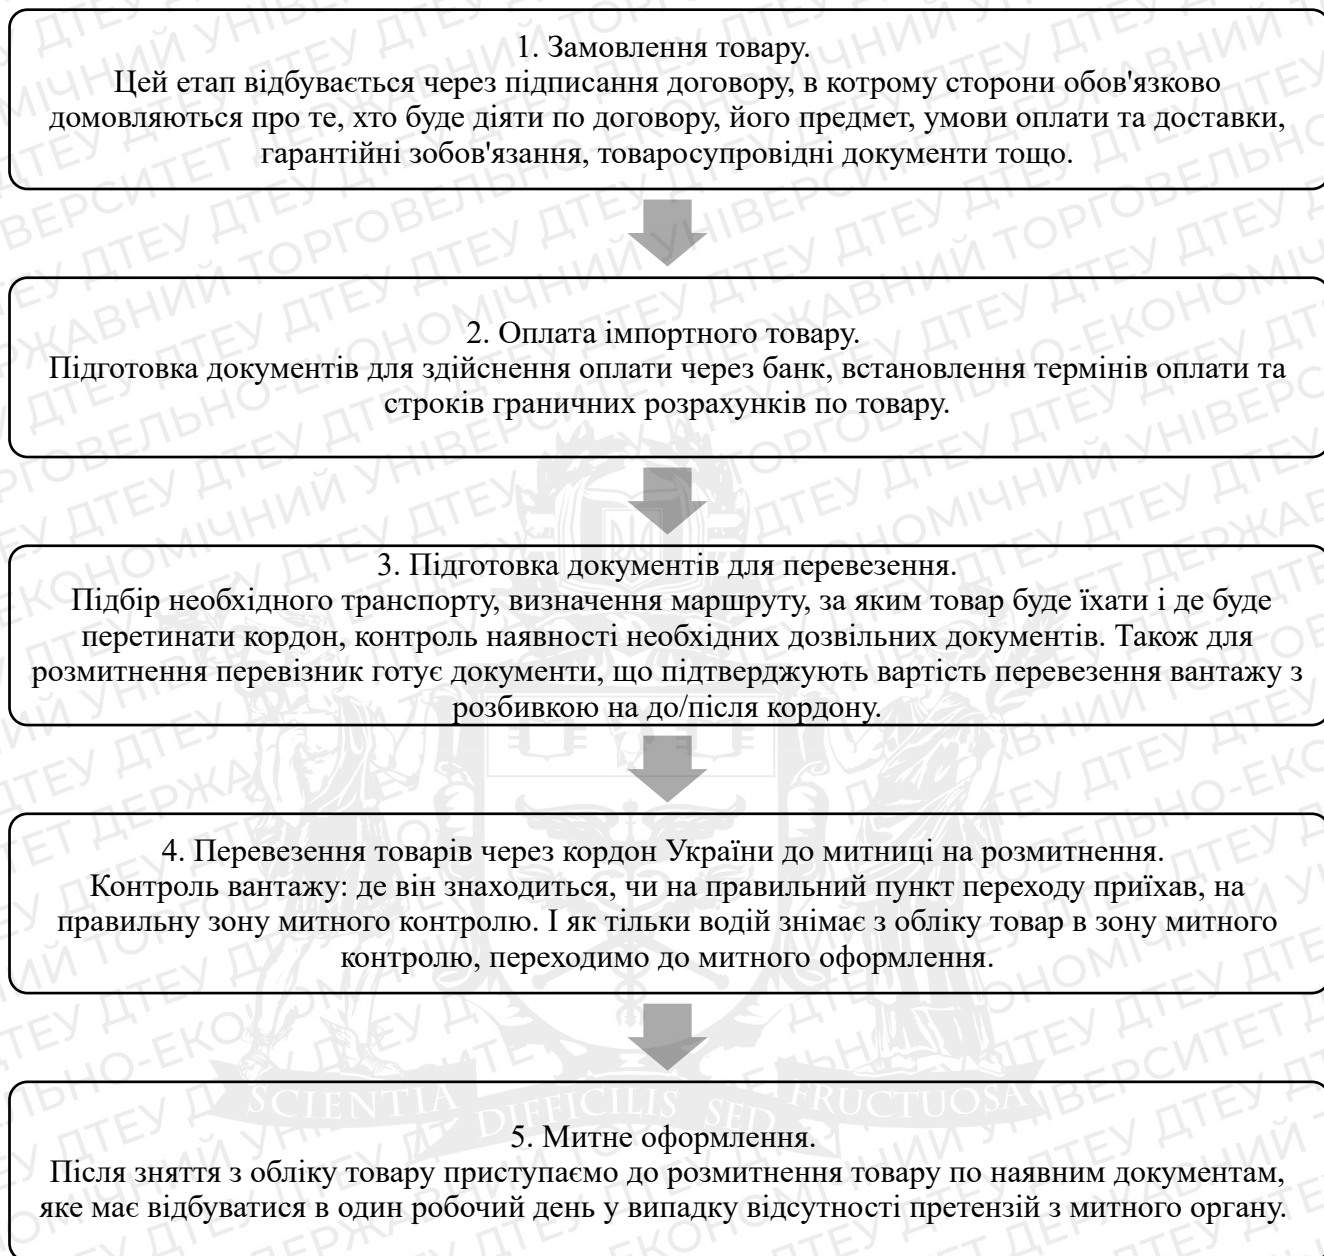 1. Замовлення товару.
Цей етап відбувається через підписання договору, в котрому сторони обов'язково
домовляються про те, хто буде діяти по договору, його предмет, умови оплати та доставки,
гарантійні зобов'язання, товаросупровідні документи тощо.
2. Оплата імпортного товару.
Підготовка документів для здійснення оплати через банк, встановлення термінів оплати та
строків граничних розрахунків по товару.
3. Підготовка документів для перевезення.
Підбір необхідного транспорту, визначення маршруту, за яким товар буде їхати і де буде
перетинати кордон, контроль наявності необхідних дозвільних документів. Також для
розмитнення перевізник готує документи, що підтверджують вартість перевезення вантажу з
розбивкою на до/після кордону.
4. Перевезення товарів через кордон України до митниці на розмитнення.
Контроль вантажу: де він знаходиться, чи на правильний пункт переходу приїхав, на
правильну зону митного контролю. І як тільки водій знімає з обліку товар в зону митного
контролю, переходимо до митного оформлення.
SCIENTIA DIFFICILIS SED FRUCTUOSA
5. Митне оформлення.
Після зняття з обліку товару приступаємо до розмитнення товару по наявним документам,
яке має відбуватися в один робочий день у випадку відсутності претензій з митного органу.